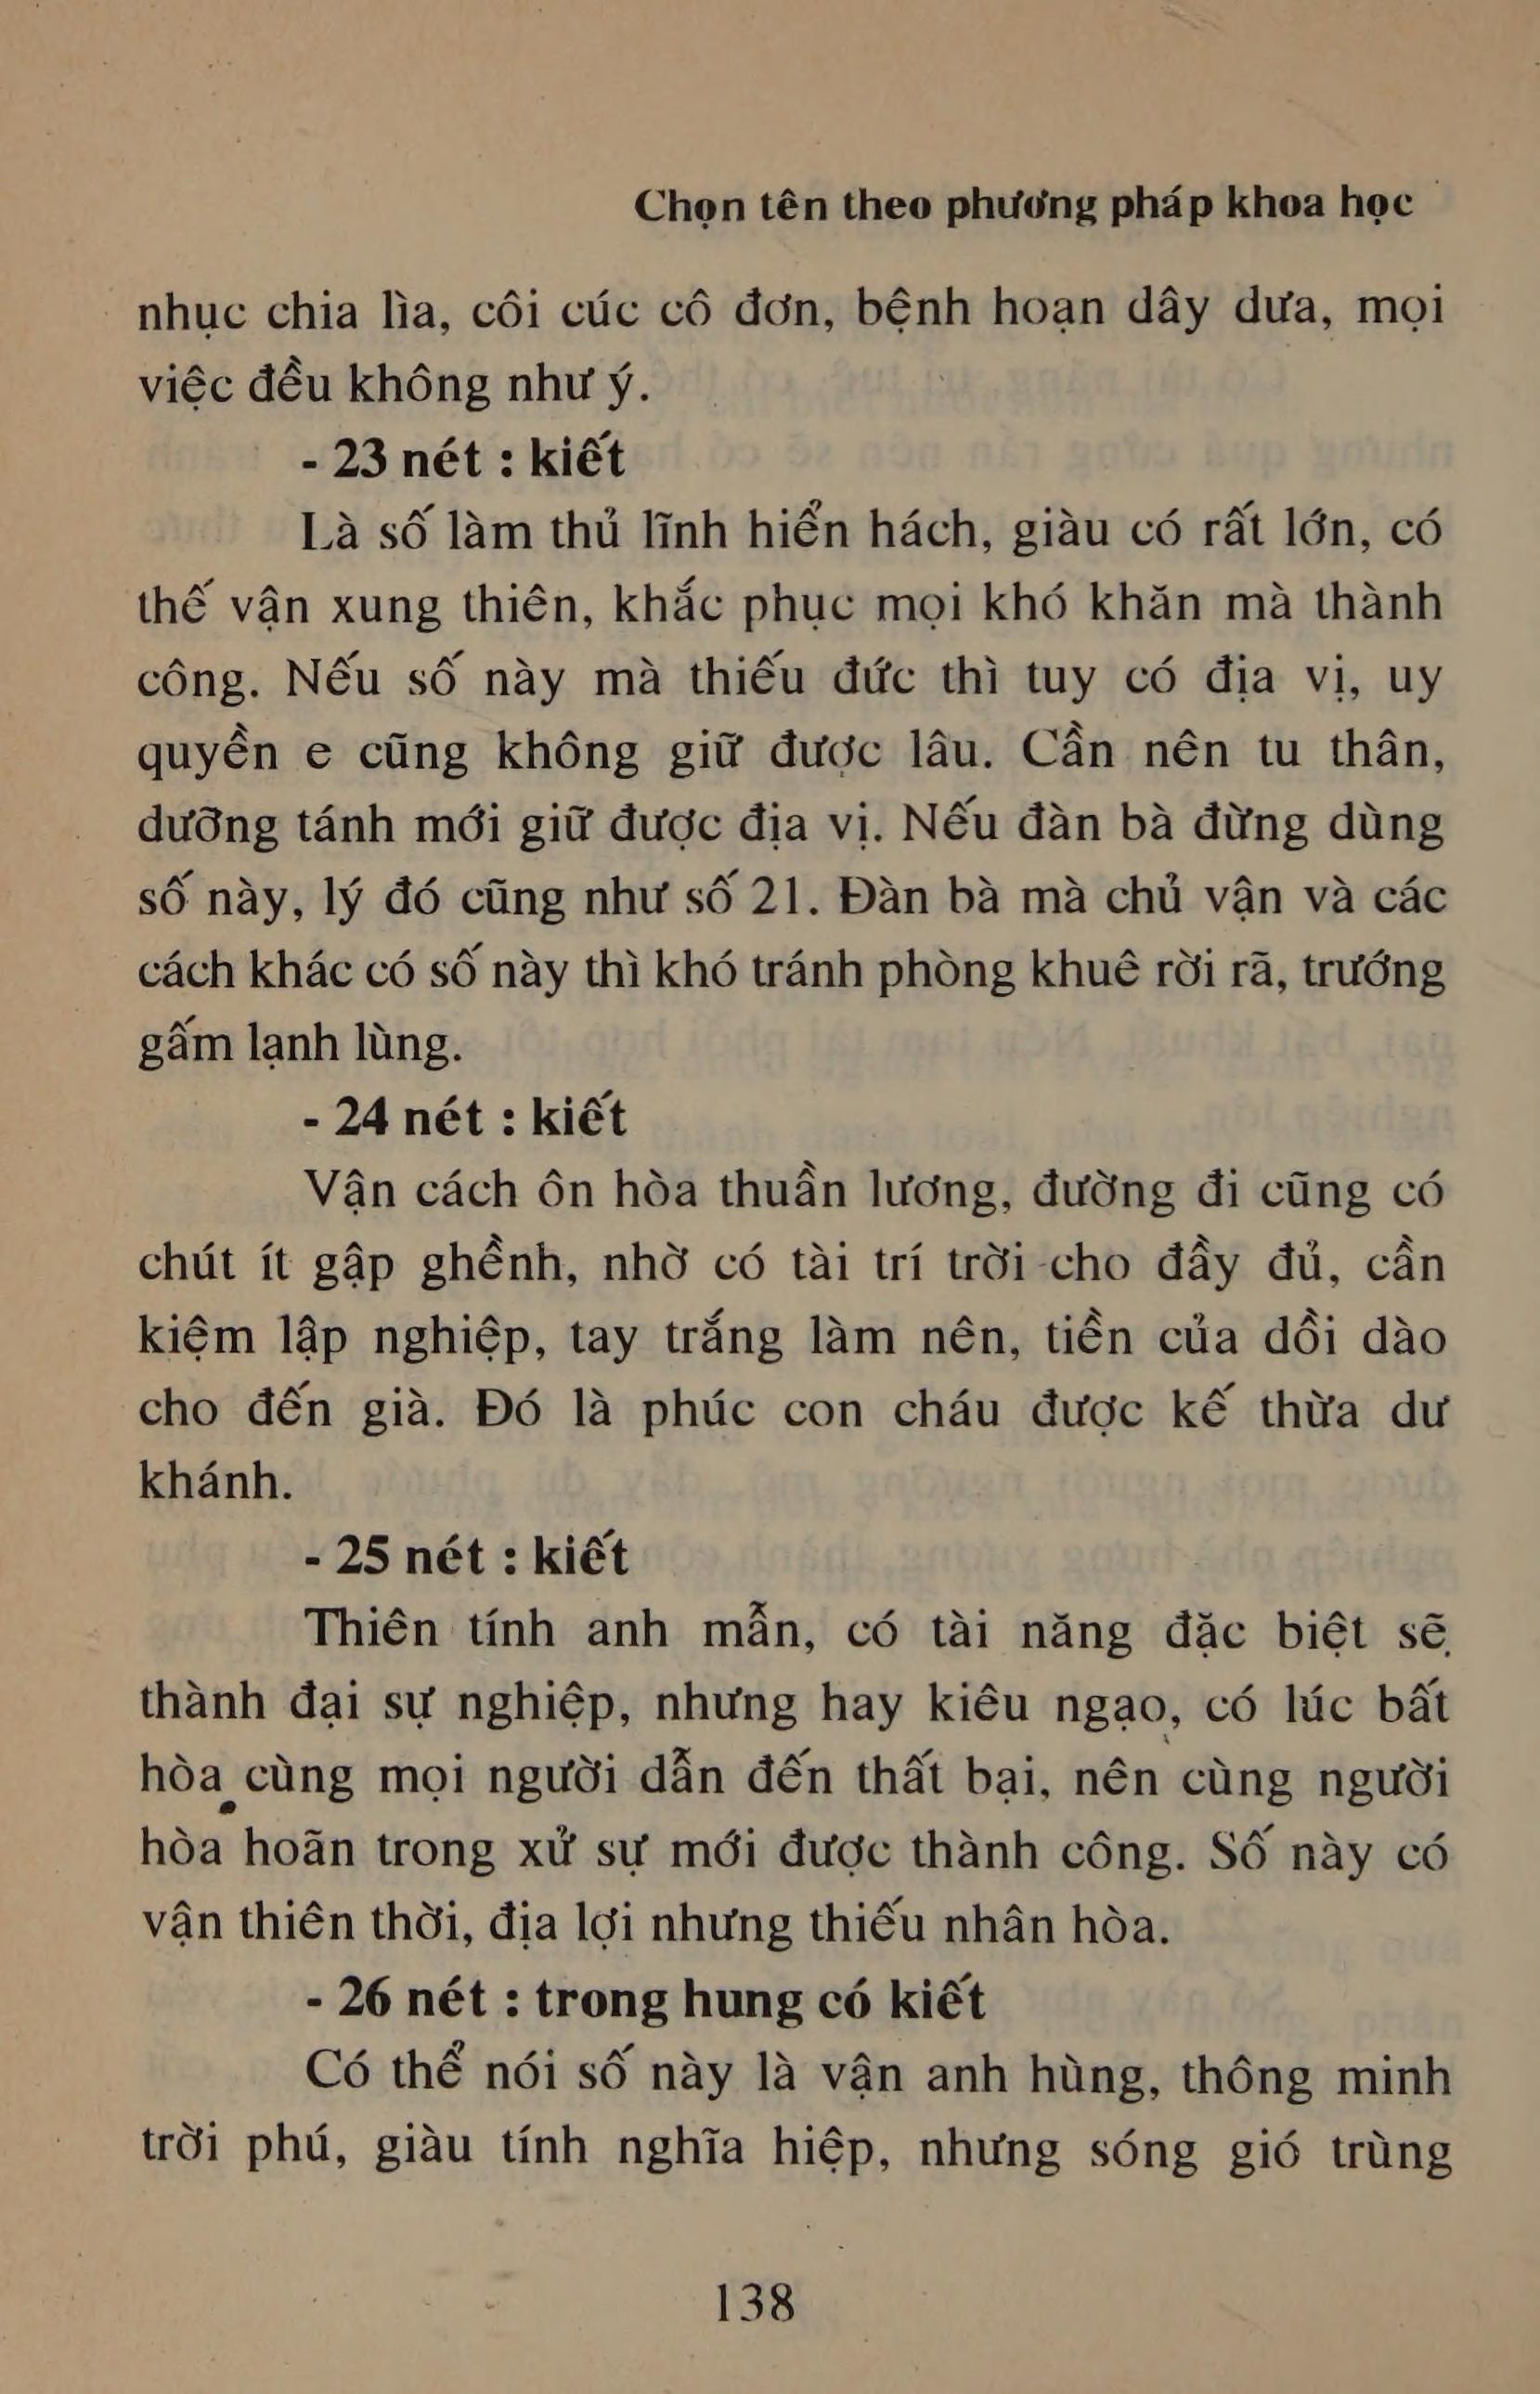 Chọn tên theo phương pháp khoa học
nhục chia lìa, côi cúc cô đơn, bệnh hoạn dây dưa, mọi
việc đều không như ý.
- 23 nét : kiết
Là số làm thủ lĩnh hiển hách, giàu có rất lớn, có
thế vận xung thiên, khắc phục mọi khó khăn mà thành
công. Nếu số này mà thiếu đức thì tuy có địa vị, uy
quyền e cũng không giữ được lâu. Cần nên tu thân,
dưỡng tánh mới giữ được địa vị. Nếu đàn bà đừng dùng
số này, lý đó cũng như số 21. Đàn bà mà chủ vận và các
cách khác có số này thì khó tránh phòng khuê rời rã, trướng
gấm lạnh lùng.
- 24 nét : kiết
Vận cách ôn hòa thuần lương, đường đi cũng có
chút ít gập ghềnh, nhờ có tài trí trời cho đầy đủ, cần
kiệm lập nghiệp, tay trắng làm nên, tiền của dồi dào
cho đến già. Đó là phúc con cháu được kế thừa dư
khánh.
- 25 nét : kiết
Thiên tính anh mẫn, có tài năng đặc biệt sẽ
thành đại sự nghiệp, nhưng hay kiêu ngạo, có lúc bất
hòa cùng mọi người dẫn đến thất bại, nên cùng người
hòa hoãn trong xử sự mới được thành công. Số này có
vận thiên thời, địa lợi nhưng thiếu nhân hòa.
- 26 nét : trong hung có kiết
Có thể nói số này là vận anh hùng, thông minh
trời phú, giàu tính nghĩa hiệp, nhưng sóng gió trùng
138